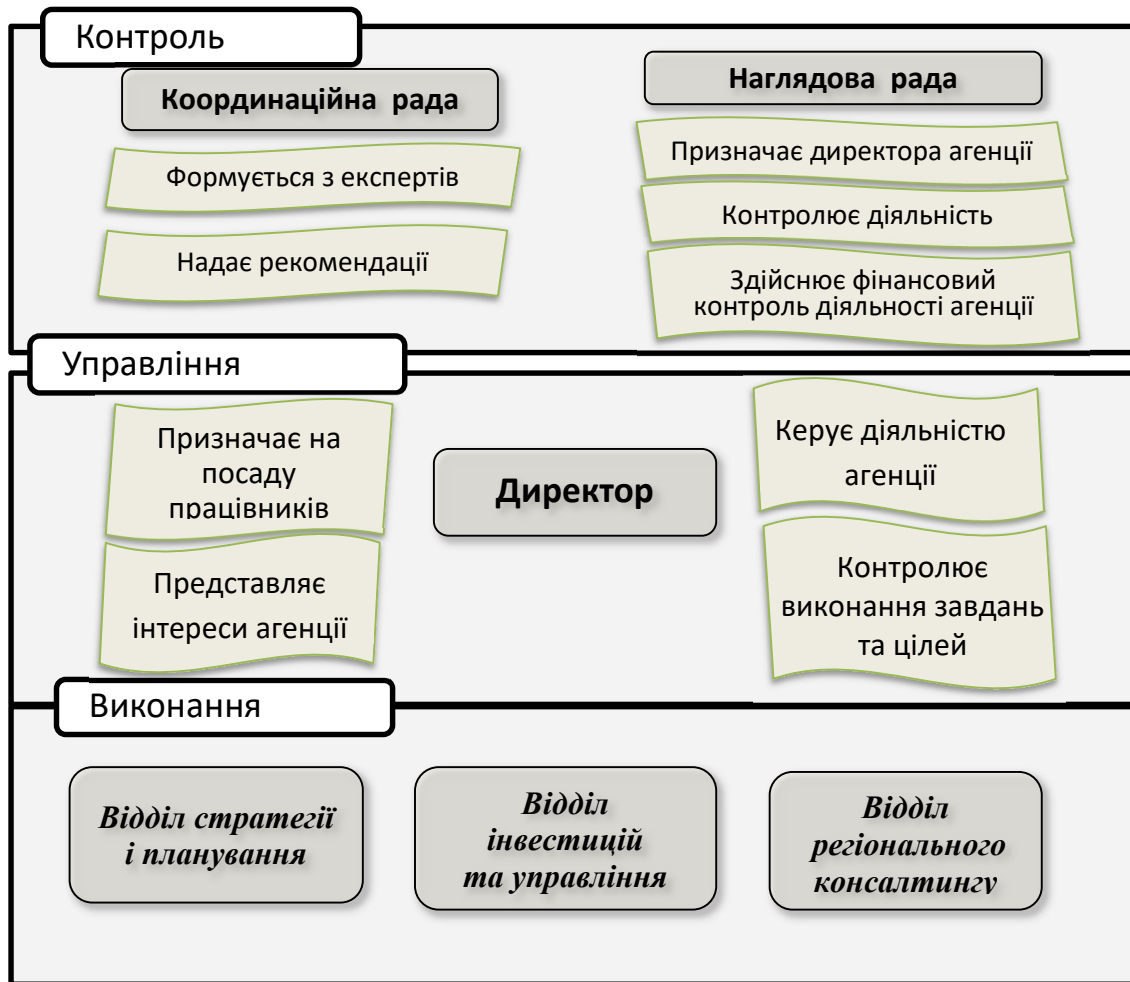 Контроль
Координаційна рада
Формується з експертів
Надає рекомендації
Наглядова рада
Призначає директора агенції
Контролює діяльність
Здійснює фінансовий
контроль діяльності агенції
Управління
Призначає на
посаду
працівників
Представляє
інтереси агенції
Директор
Керує діяльністю
агенції
Контролює
виконання завдань
та цілей
Виконання
Відділ стратегії
і планування
Відділ
інвестицій
та управління
Відділ
регіонального
консалтингу